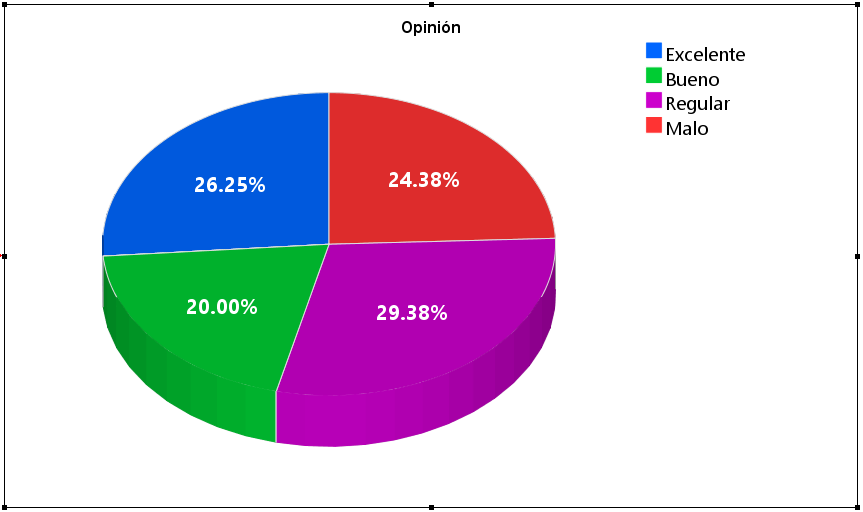 Opinión
Excelente
Bueno
Regular
Malo
26.25%
24.38%
20.00%
29.38%